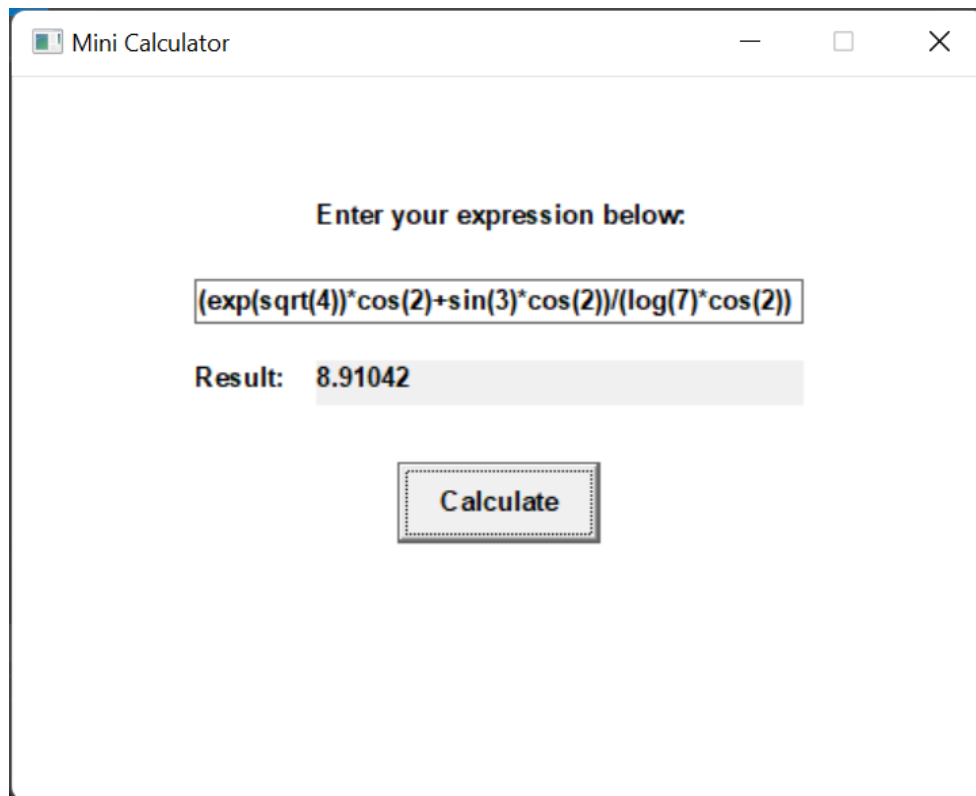 Mini Calculator
Enter your expression below:
(exp(sqrt(4))*cos(2)+sin(3)*cos(2))/(log(7)*cos(2))
Result: 8.91042
Calculate